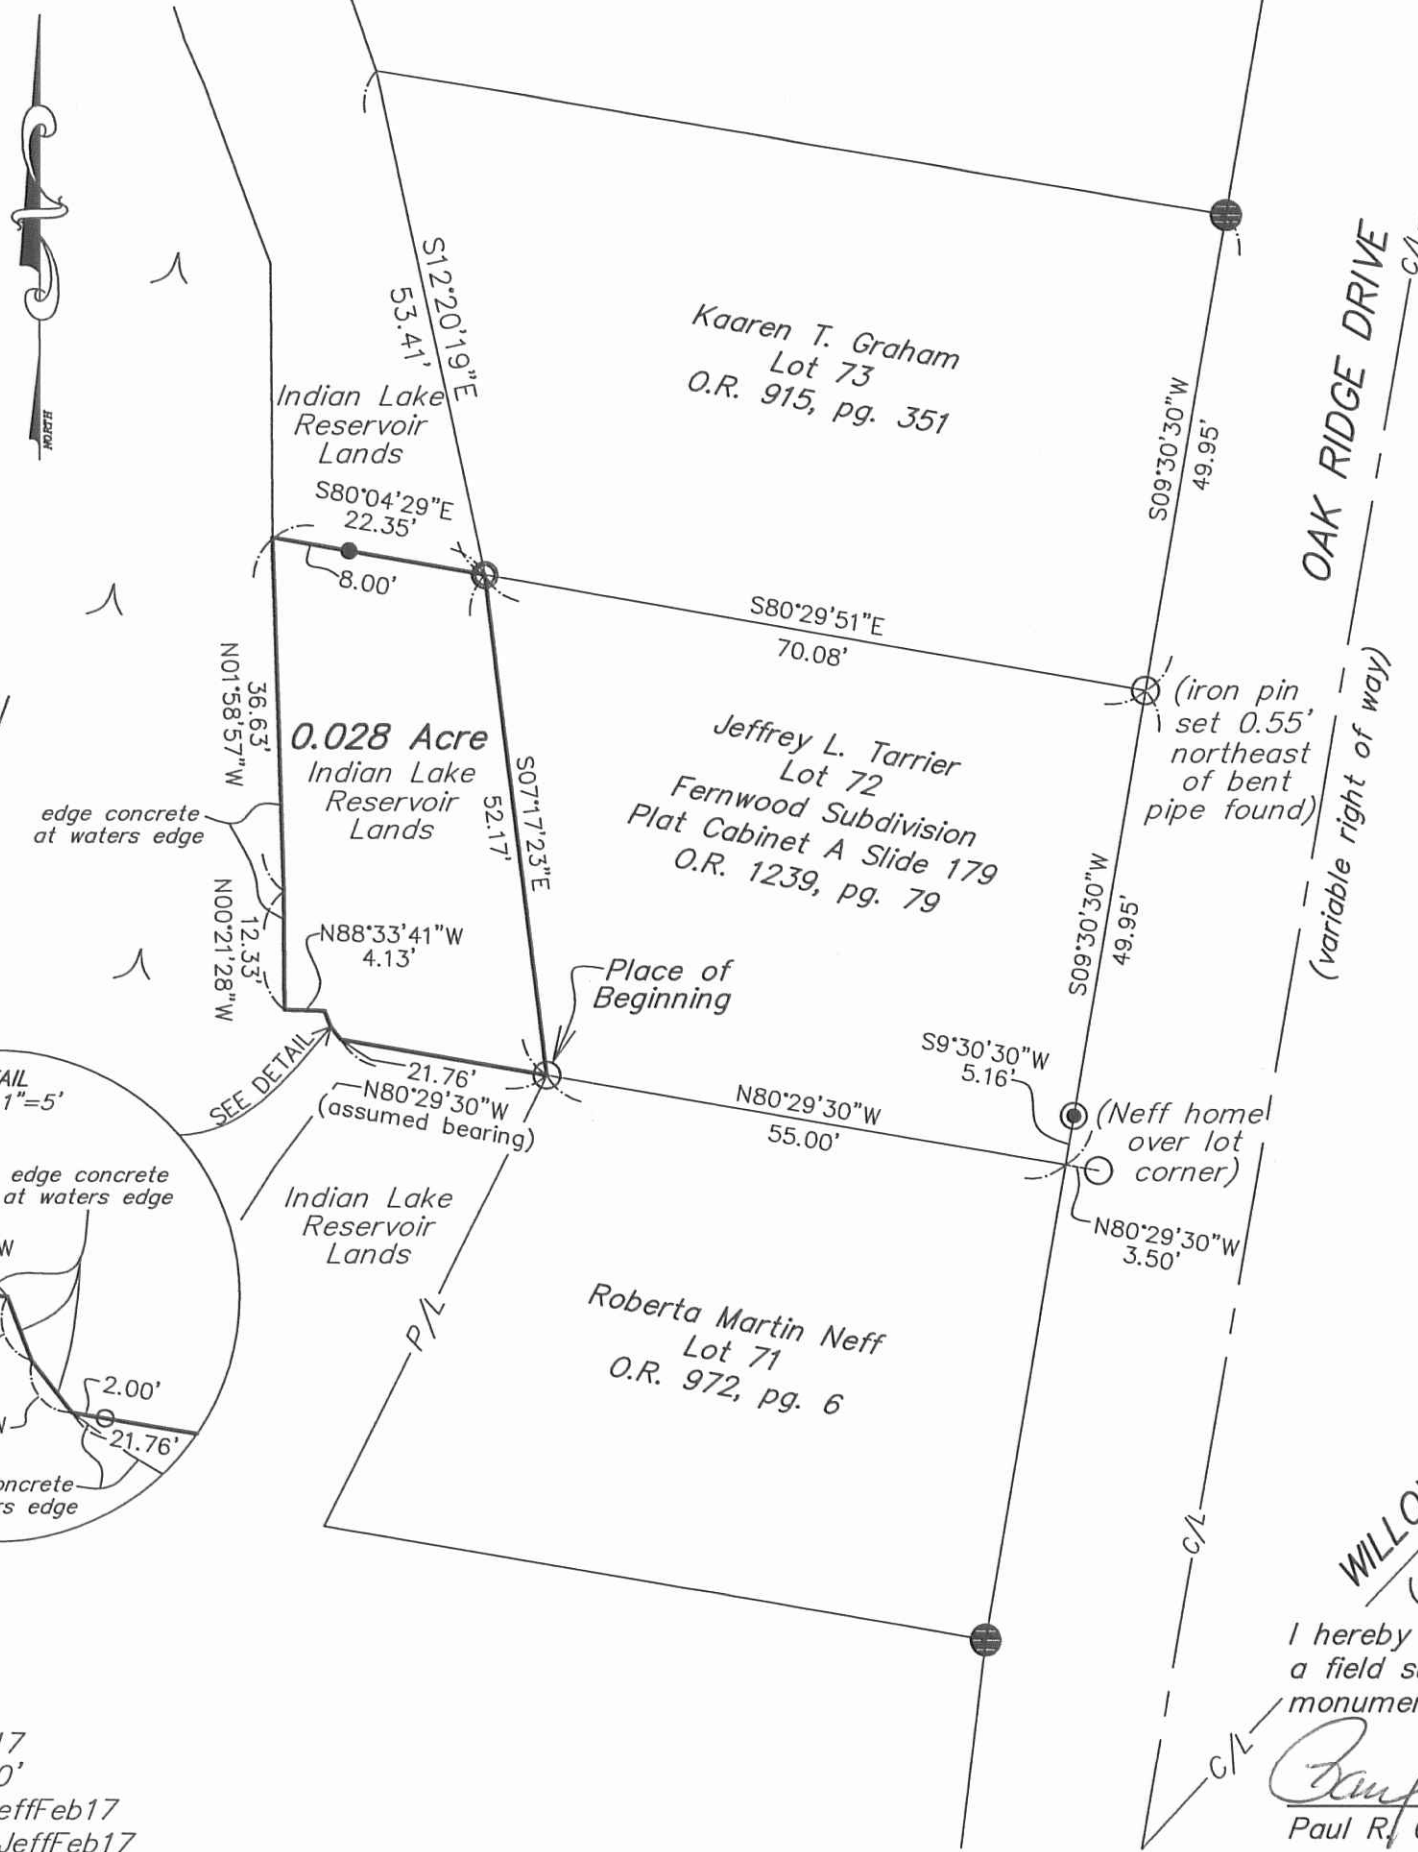 NORTH
S12°20'19"E
53.41'
Kaaren T. Graham
Lot 73
O.R. 915, pg. 351
OAK RIDGE DRIVE
(variable right of way)
S09°30'30"W
49.95'
Indian Lake
Reservoir
Lands
S80°04'29"E
22.35'
8.00'
S80°29'51"E
70.08'
(iron pin
set 0.55'
northeast
of bent
pipe found)
36.63'
N01°58'57"W
0.028 Acre
Indian Lake
Reservoir
Lands
S07°17'23"E
52.17'
Jeffrey L. Tarrier
Lot 72
Fernwood Subdivision
Plat Cabinet A Slide 179
O.R. 1239, pg. 79
edge concrete
at waters edge
12.33'
N00°21'28"W
N88°33'41"W
4.13'
Place of
Beginning
S09°30'30"W
49.95'
SEE DETAIL
21.76'
N80°29'30"W
(assumed bearing)
N80°29'30"W
55.00'
S9°30'30"W
5.16'
(Neff home
over lot
corner)
N80°29'30"W
3.50'
1"=5'
edge concrete
at waters edge
W
2.00'
21.76'
edge
Indian Lake
Reservoir
Lands
P/L
Roberta Martin Neff
Lot 71
O.R. 972, pg. 6
C/L
C/L
I hereby
a field
C/L
Paul R.